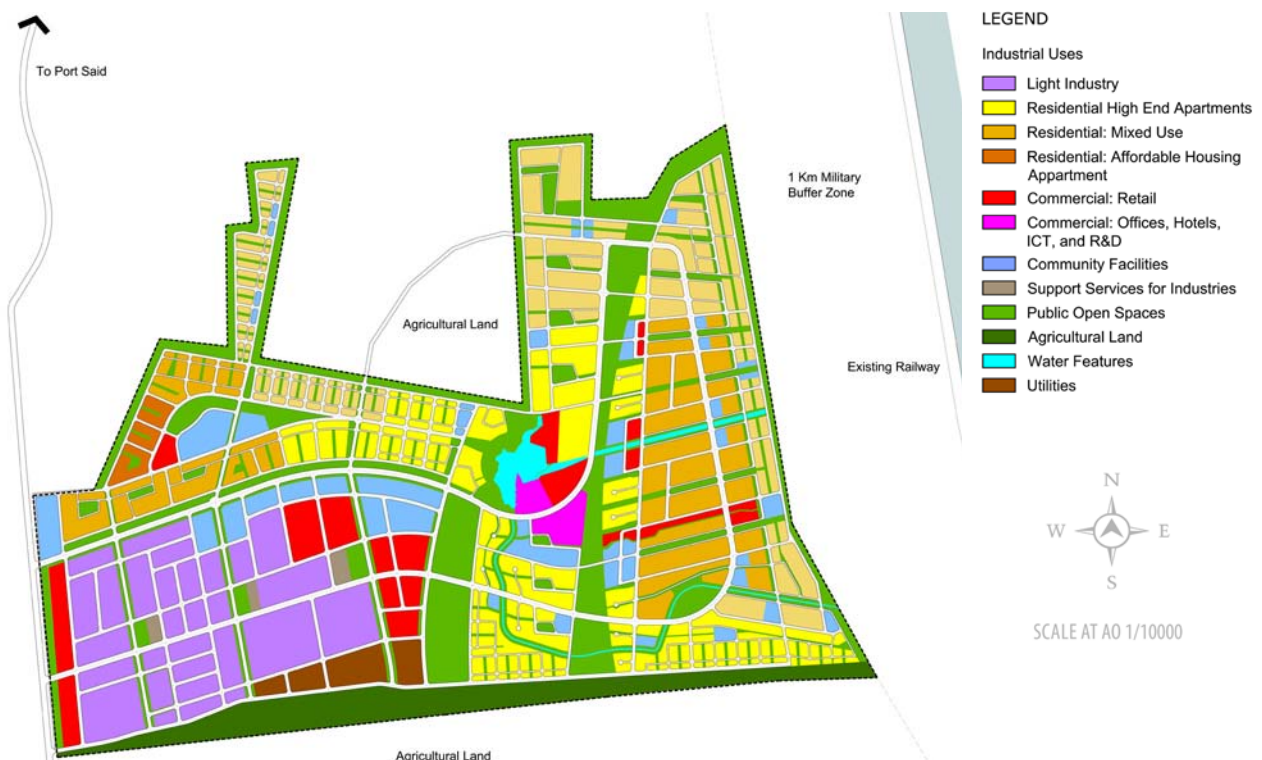 To Port Said
Agricultural Land
1 Km Military
Buffer Zone
Existing Railway
Agricultural Land
LEGEND
Industrial Uses
Light Industry
Residential High End Apartments
Residential: Mixed Use
Residential: Affordable Housing
Appartment
Commercial: Retail
Commercial: Offices, Hotels,
ICT, and R&D
Community Facilities
Support Services for Industries
Public Open Spaces
Agricultural Land
Water Features
Utilities
N
W E
S
SCALE AT AO 1/10000